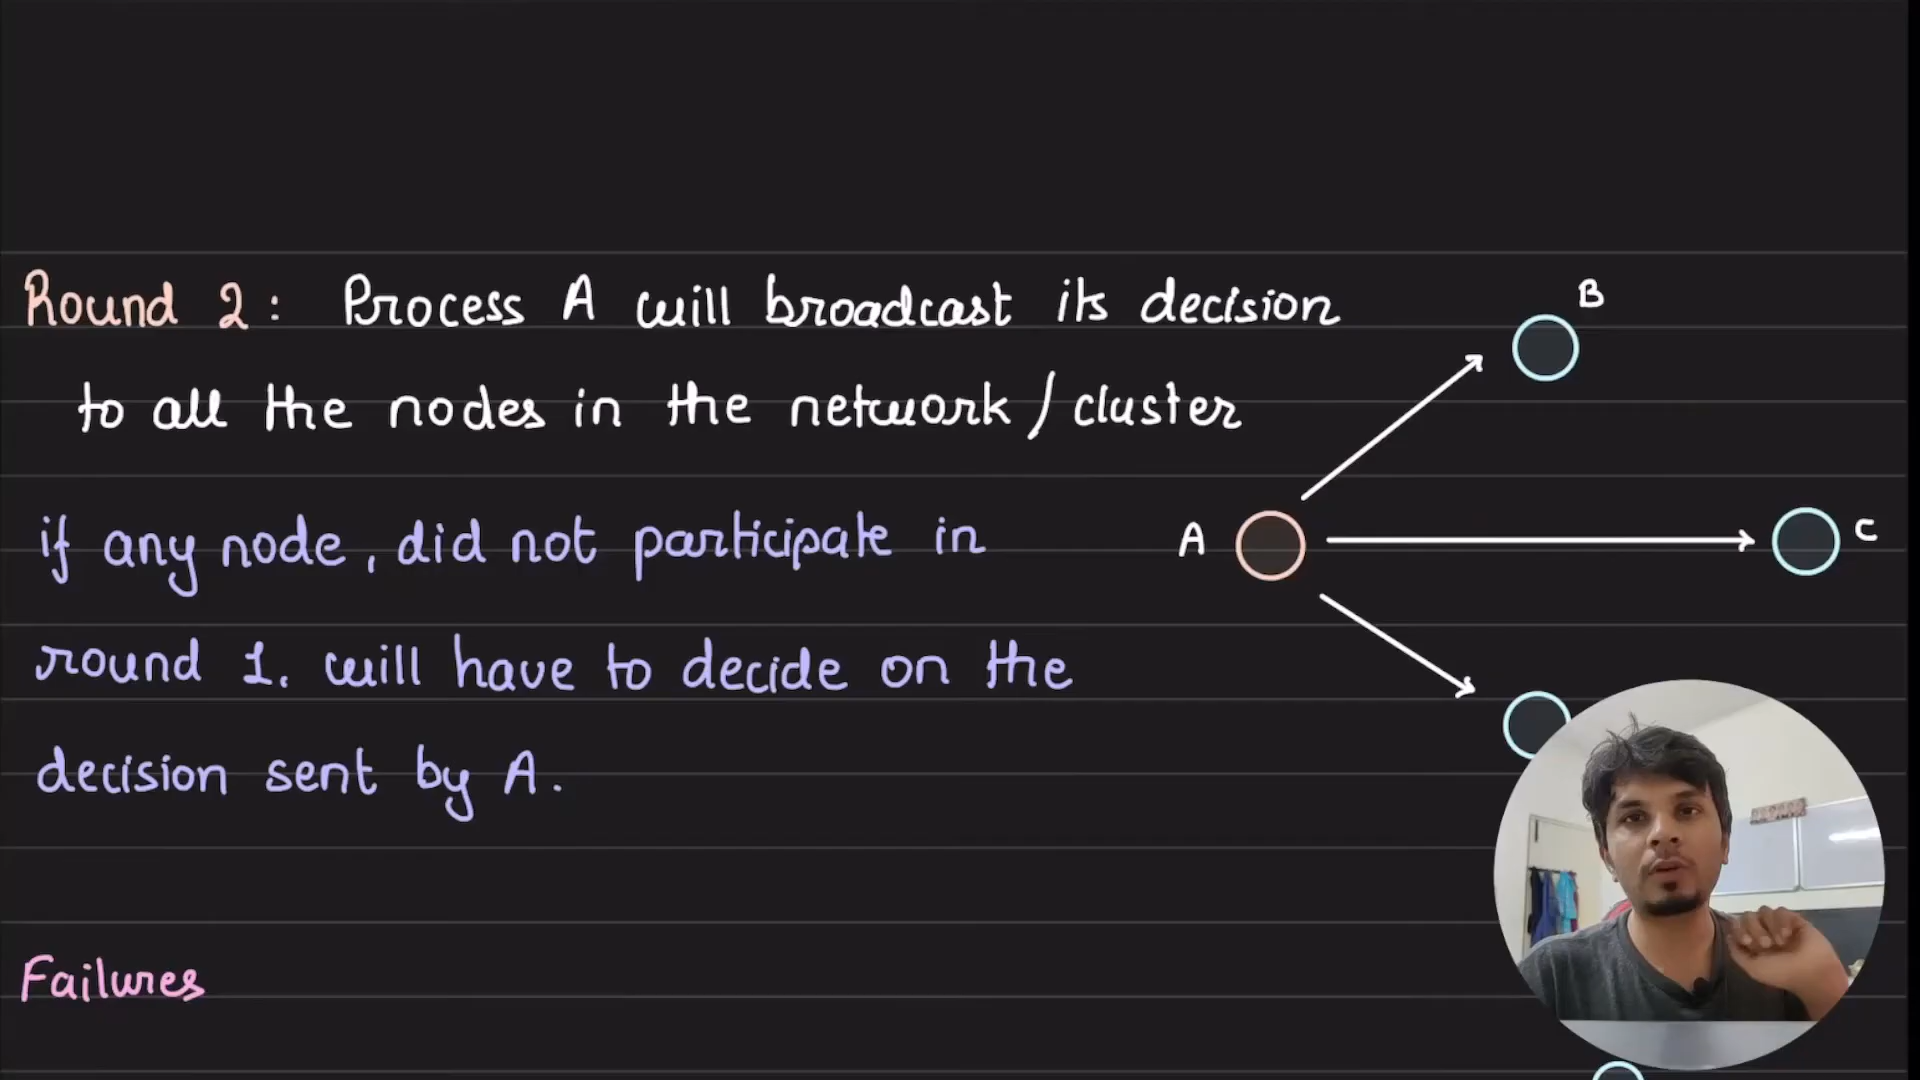 Round 2: Process A will broadcast its decision
to all the nodes in the network/cluster
if any node, did not participate in
round 1. will have to decide on the
decision sent by A.
Failures
B
A
C